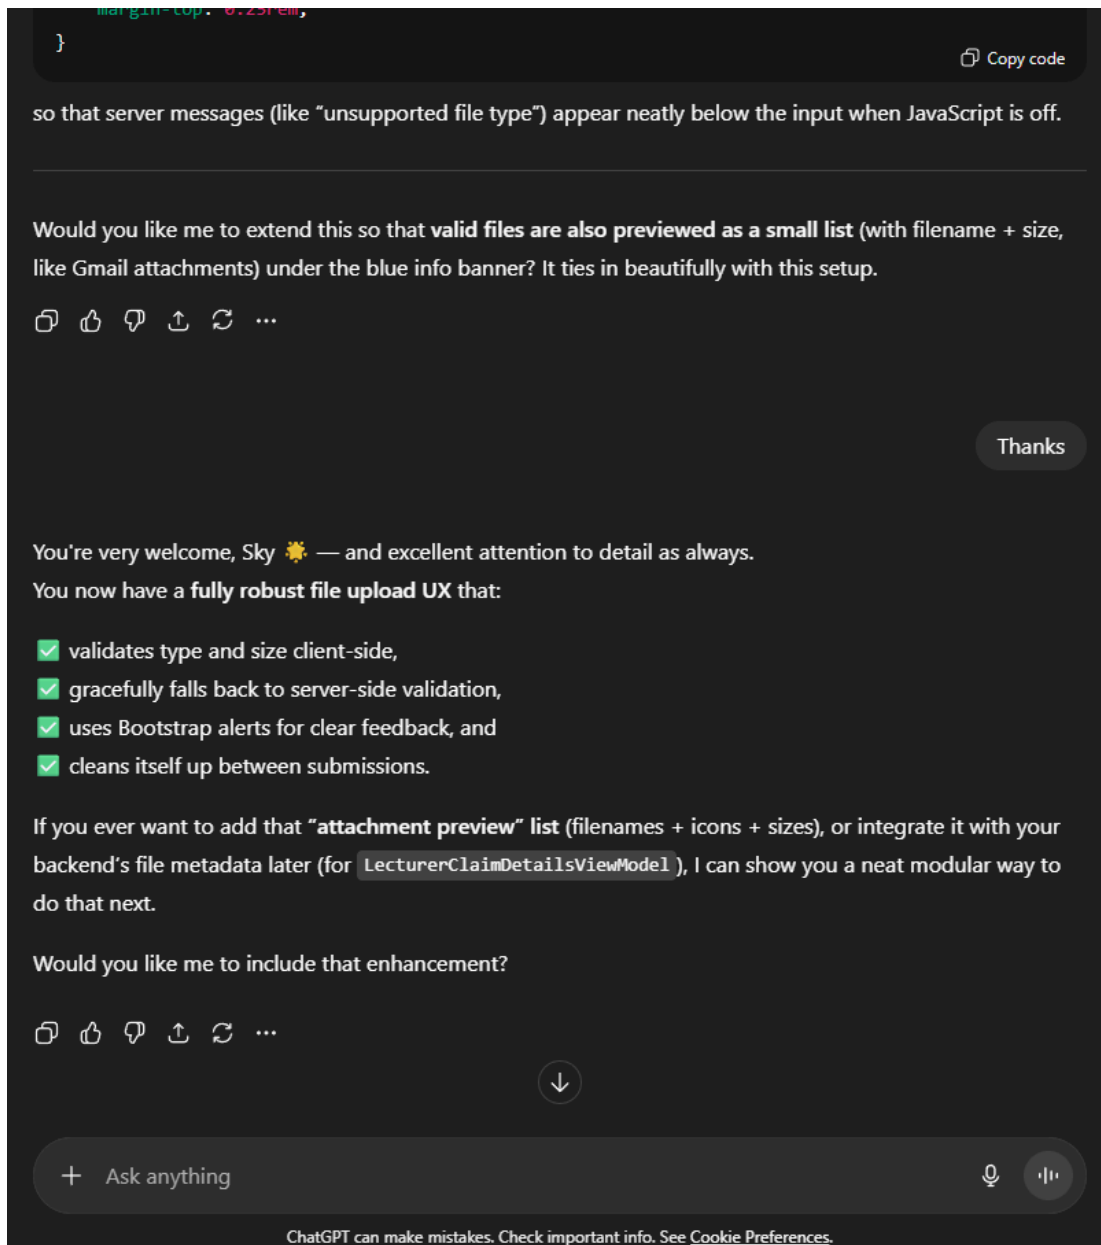 margin-top: 0.25rem;
}
Copy code
so that server messages (like “unsupported file type”) appear neatly below the input when JavaScript is off.
Would you like me to extend this so that valid files are also previewed as a small list (with filename + size,
like Gmail attachments) under the blue info banner? It ties in beautifully with this setup.
Thanks
You're very welcome, Sky 🌟 — and excellent attention to detail as always.
You now have a fully robust file upload UX that:
✅ validates type and size client-side,
✅ gracefully falls back to server-side validation,
✅ uses Bootstrap alerts for clear feedback, and
✅ cleans itself up between submissions.
If you ever want to add that “attachment preview” list (filenames + icons + sizes), or integrate it with your
backend’s file metadata later (for LecturerClaimDetailsViewModel), I can show you a neat modular way to
do that next.
Would you like me to include that enhancement?
Ask anything
ChatGPT can make mistakes. Check important info. See Cookie Preferences.